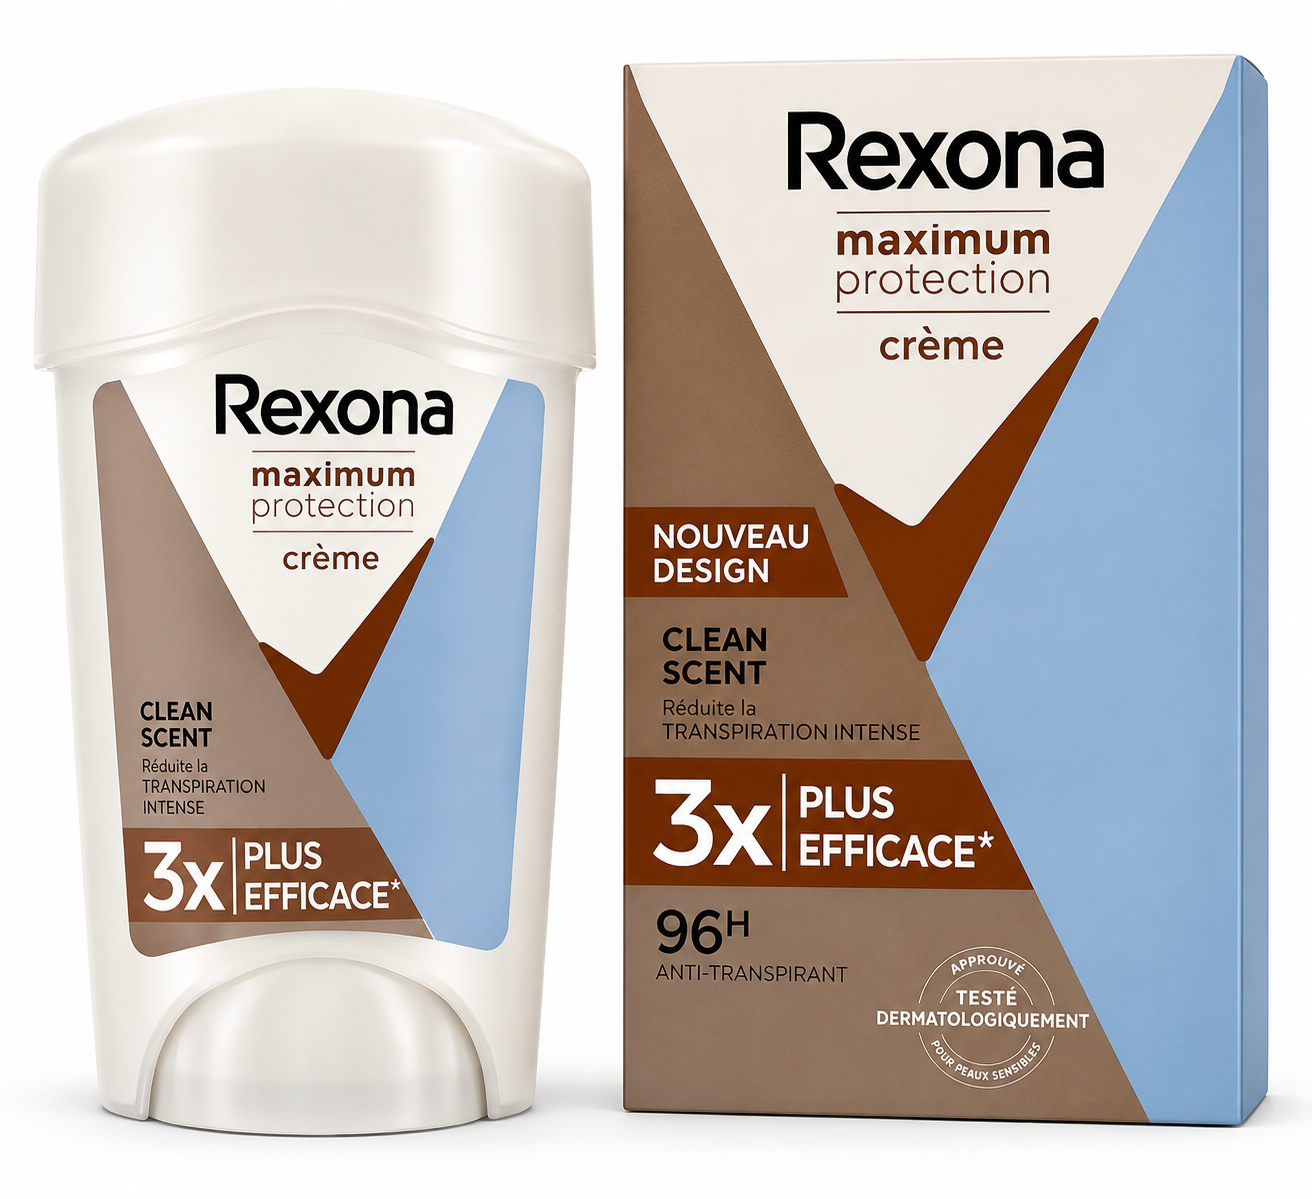 Rexona
maximum
protection
crème
CLEAN
SCENT
Réduite la
TRANSPIRATION
INTENSE
3x PLUS
EFFICACE*
Rexona
maximum
protection
crème
NOUVEAU
DESIGN
CLEAN
SCENT
Réduite la
TRANSPIRATION INTENSE
3x PLUS
EFFICACE*
96H
ANTI-TRANSPIRANT
APPROUVÉ
TESTÉ
DERMATOLOGIQUEMENT
POUR PEAUX SENSIBLES